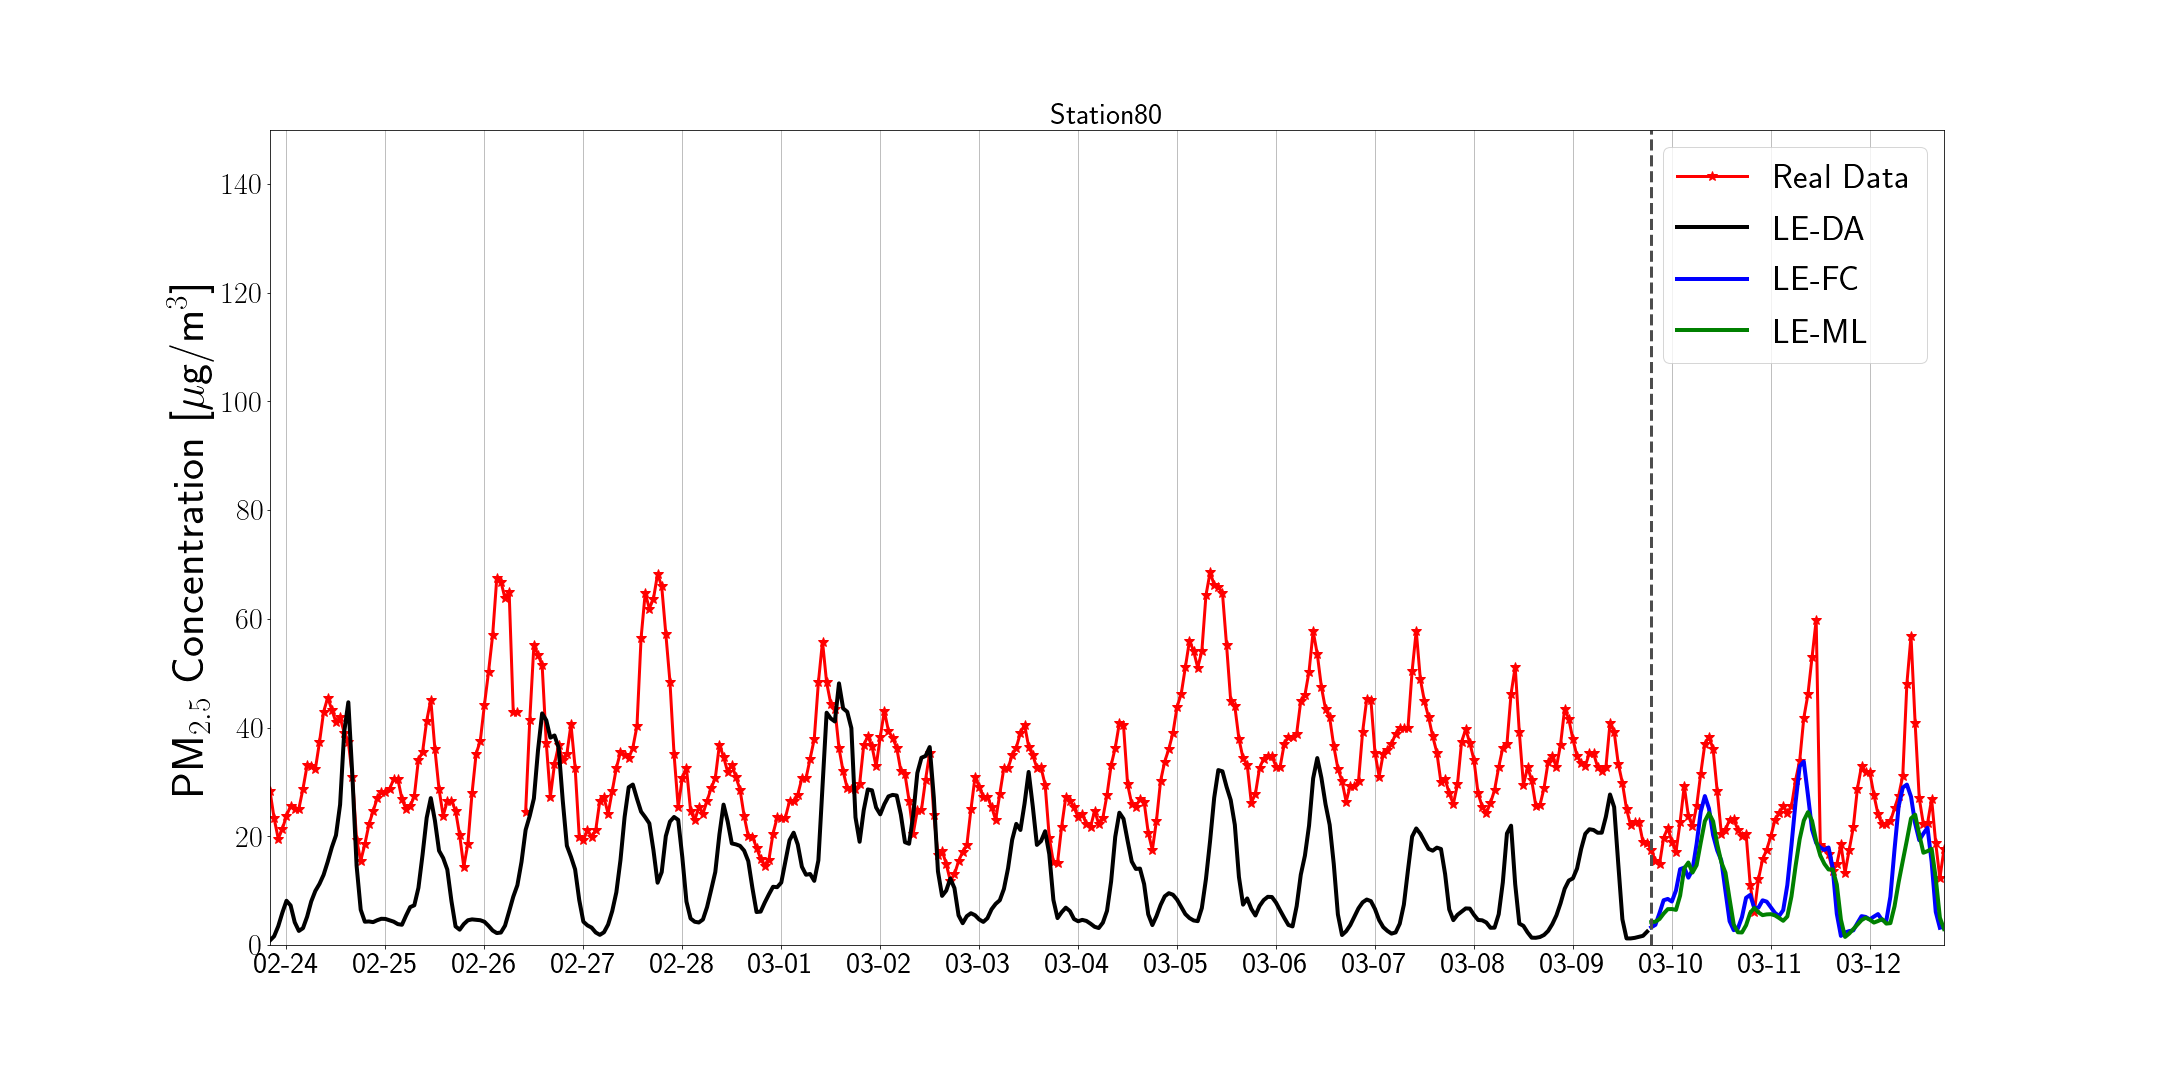 Station80
PM2.5 Concentration [μg/m³]
140
120
100
80
60
40
20
0
Real Data
LE-DA
LE-FC
LE-ML
02-24 02-25 02-26 02-27 02-28 03-01 03-02 03-03 03-04 03-05 03-06 03-07 03-08 03-09 03-10 03-11 03-12